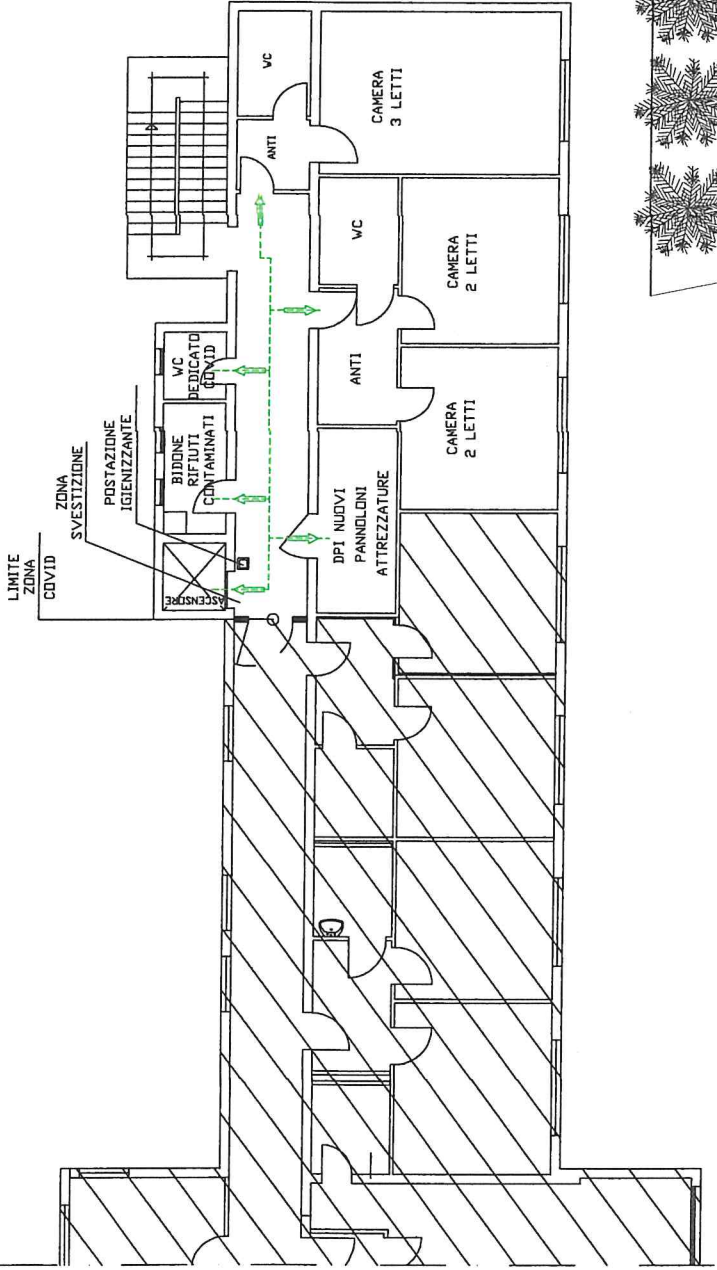 LIMITE
ZONA
COVID
ZONA
SVESTIZIONE
POSTAZIONE
IGIENIZZANTE
ASCENSORE
BIDONE
RIFIUTI
CONTAMINATI
WC
DEDICATO
COVID
WC
ANTI
CAMERA
3 LETTI
WC
ANTI
CAMERA
2 LETTI
CAMERA
2 LETTI
DPI NUOVI
PANNOLONI
ATTREZZATURE